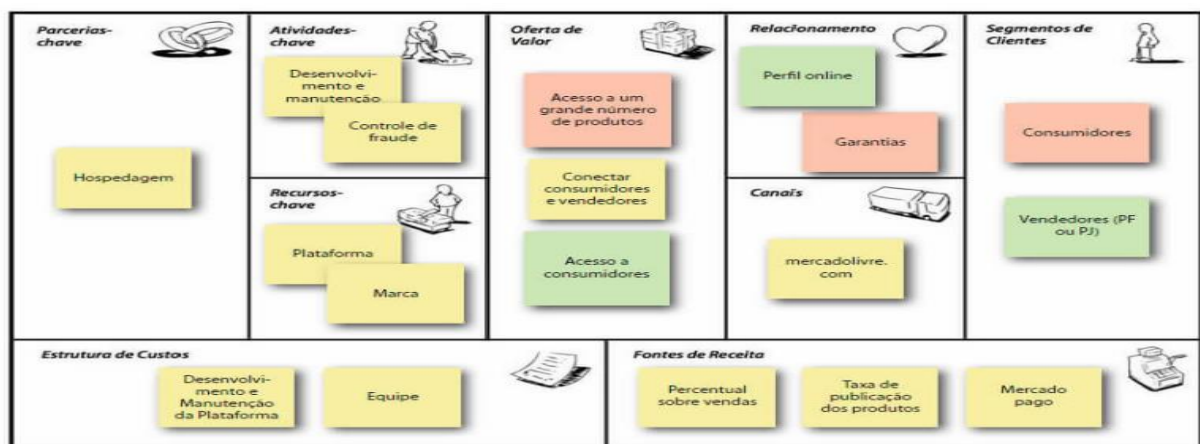 Parcerias-
chave
Hospedagem
Atividades-
chave
Desenvolvi-
mento e
manutenção
Controle de
fraude
Recursos-
chave
Plataforma
Marca
Oferta de
Valor
Acesso a um
grande número
de produtos
Conectar
consumidores
e vendedores
Acesso a
consumidores
Relacionamento
Perfil online
Garantias
Canais
mercadolivre.
com
Segmentos de
Clientes
Consumidores
Vendedores (PF
ou PJ)
Estrutura de Custos
Desenvolvi-
mento e
Manutenção
da Plataforma
Equipe
Fontes de Receita
Percentual
sobre vendas
Taxa de
publicação
dos produtos
Mercado
pago